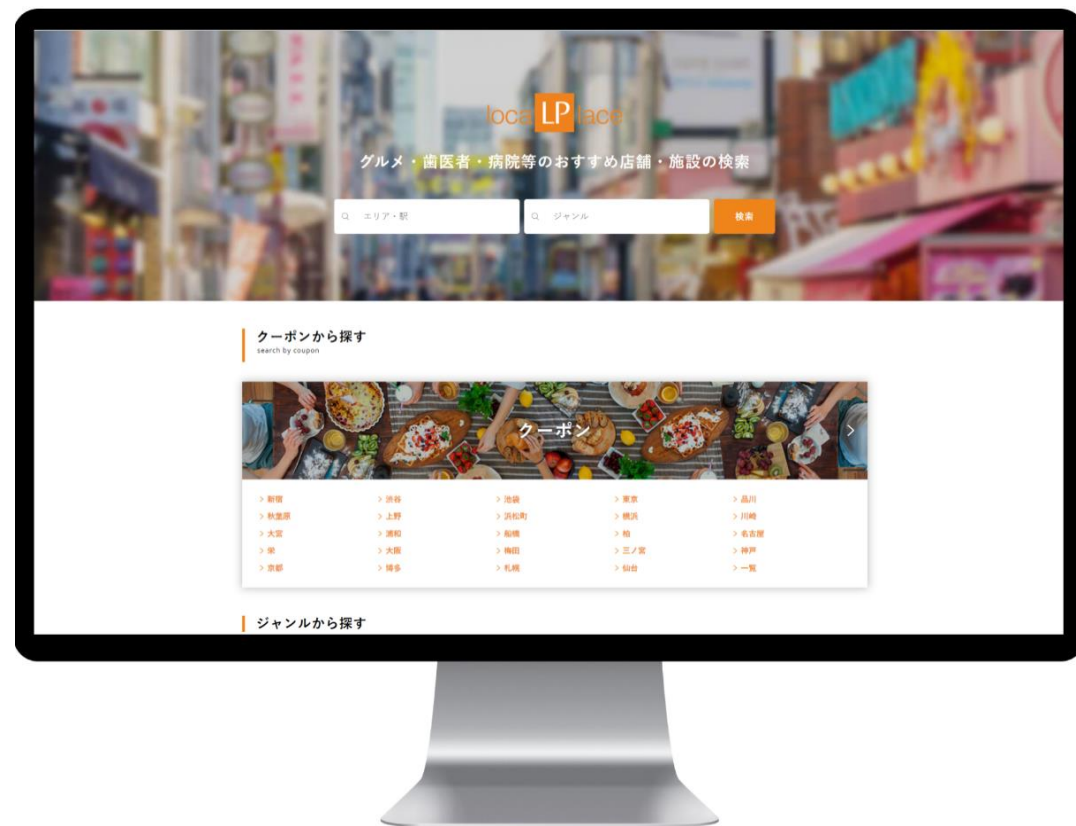 locaLPlace
グルメ・歯医者・病院等のおすすめ店舗・施設の検索
エリア・駅 ジャンル 検索
クーポンから探す
search by coupon
クーポン
> 新宿 > 渋谷 > 池袋 > 東京 > 品川
> 秋葉原 > 上野 > 浜松町 > 横浜 > 川崎
> 大宮 > 浦和 > 船橋 > 柏 > 名古屋
> 栄 > 大阪 > 梅田 > 三ノ宮 > 神戸
> 京都 > 博多 > 札幌 > 仙台 > 一覧
ジャンルから探す